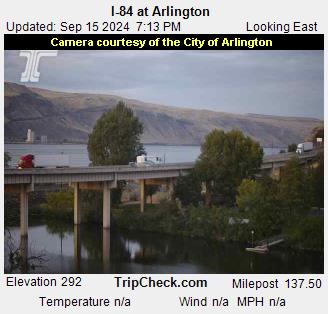 I-84 at Arlington
Updated: Sep 15 2024 7:13 PM Looking East
Camera courtesy of the City of Arlington
Elevation 292 TripCheck.com Milepost 137.50
Temperature n/a Wind n/a MPH n/a